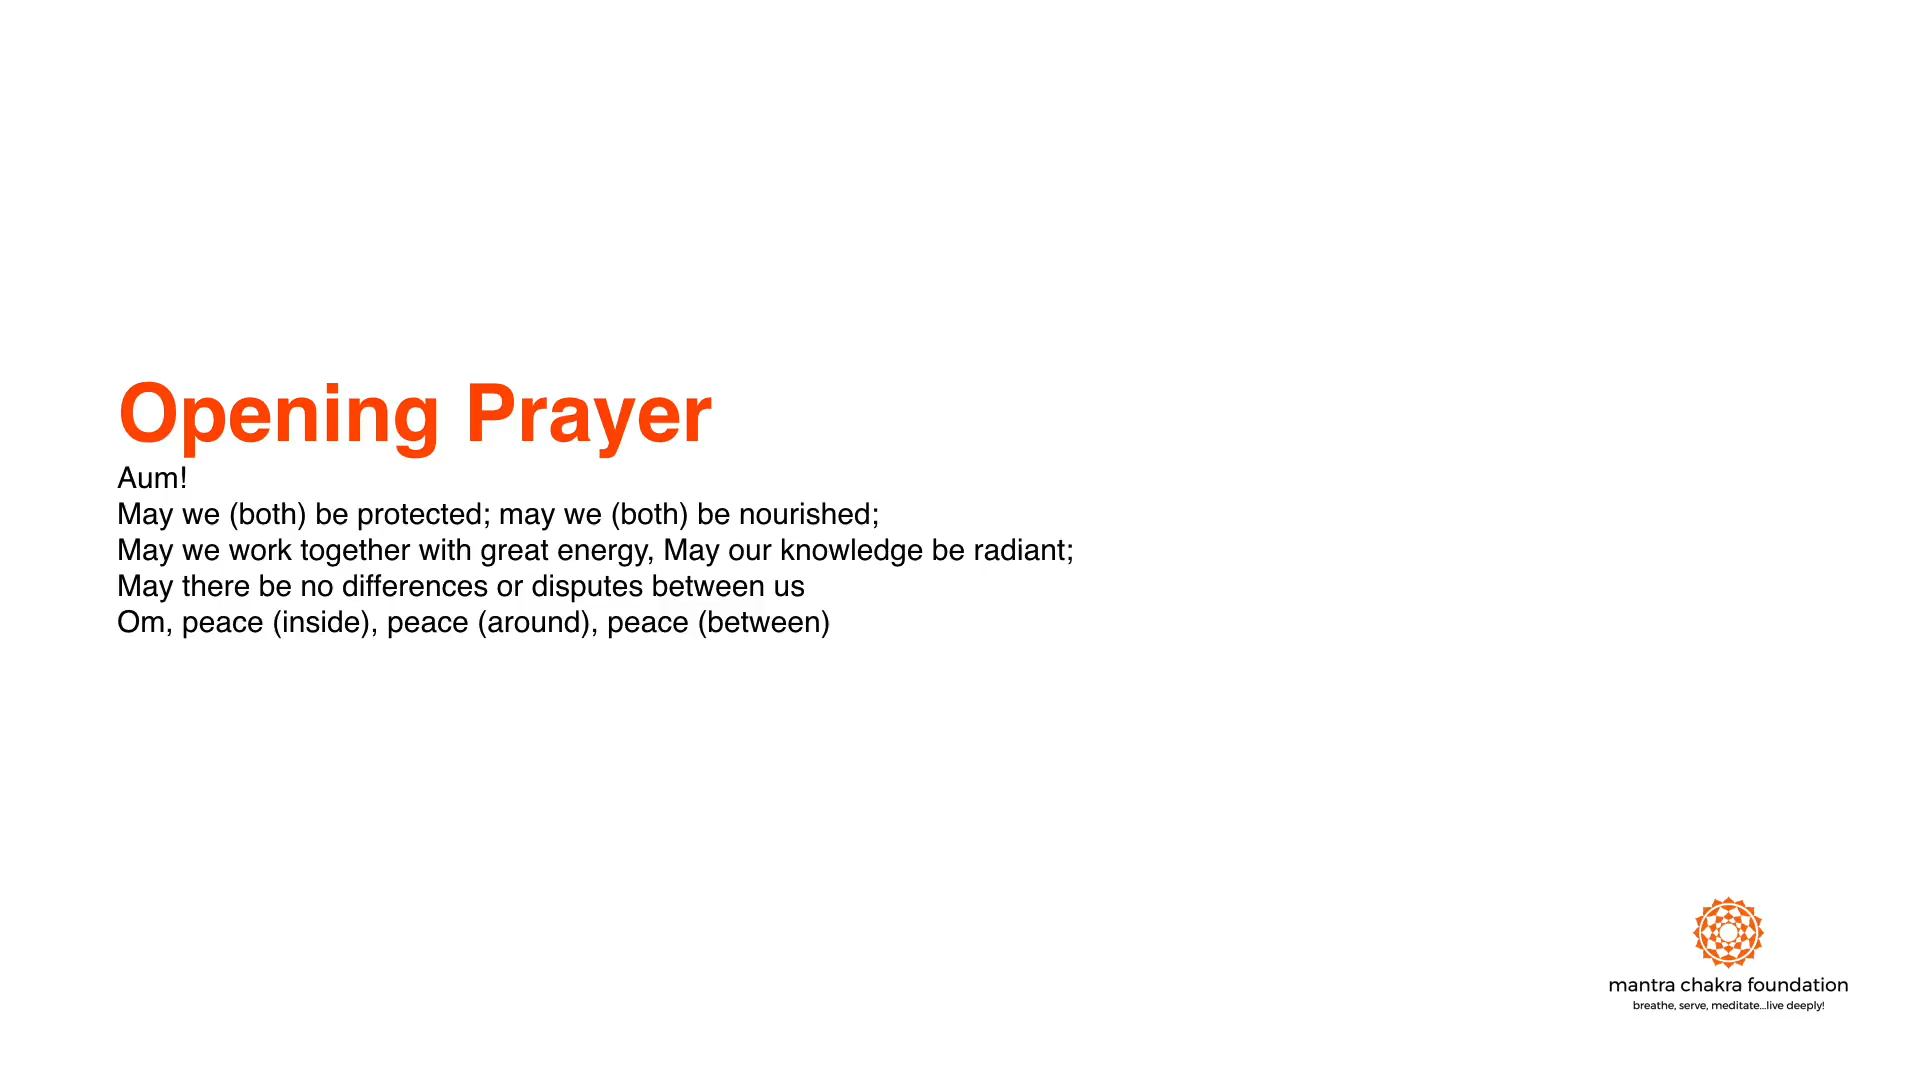 Opening Prayer
Aum!
May we (both) be protected; may we (both) be nourished;
May we work together with great energy, May our knowledge be radiant;
May there be no differences or disputes between us
Om, peace (inside), peace (around), peace (between)
mantra chakra foundation
breathe, serve, meditate...live deeply!